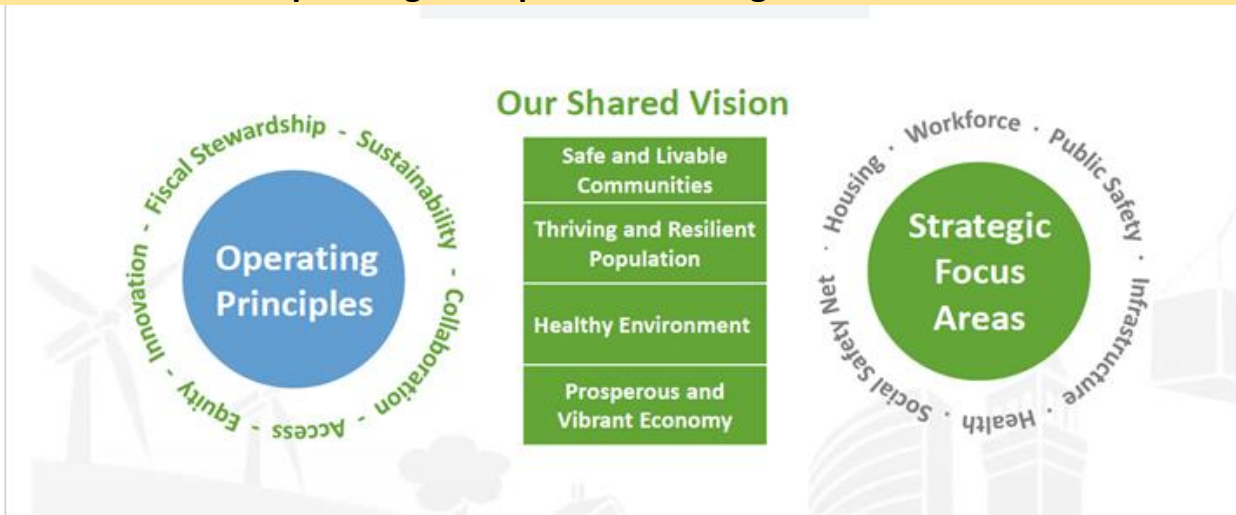 Our Shared Vision
Fiscal Stewardship - Sustainability - Collaboration - Access - Equity - Innovation -
Operating
Principles
Safe and Livable
Communities
Thriving and Resilient
Population
Healthy Environment
Prosperous and
Vibrant Economy
· Housing · Workforce · Public Safety · Infrastructure · Health · Social Safety Net
Strategic
Focus
Areas